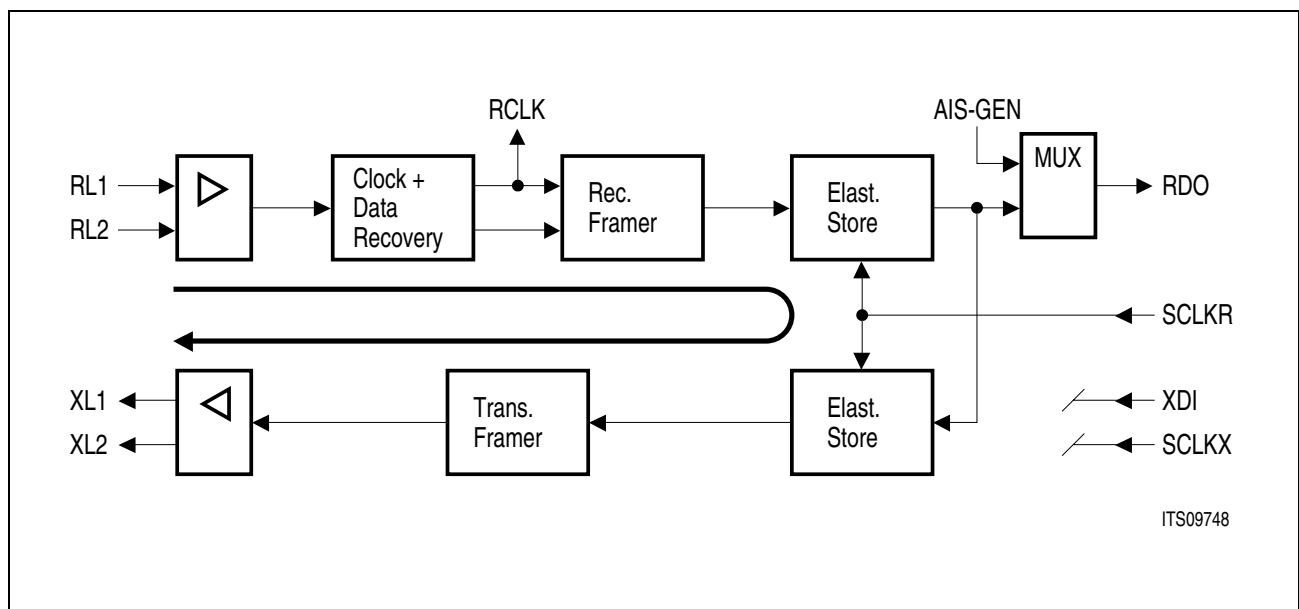 RCLK
AIS-GEN
RL1
RL2
Clock +
Data
Recovery
Rec.
Framer
Elast.
Store
MUX
RDO
SCLKR
XL1
XL2
Trans.
Framer
Elast.
Store
XDI
SCLKX
ITS09748